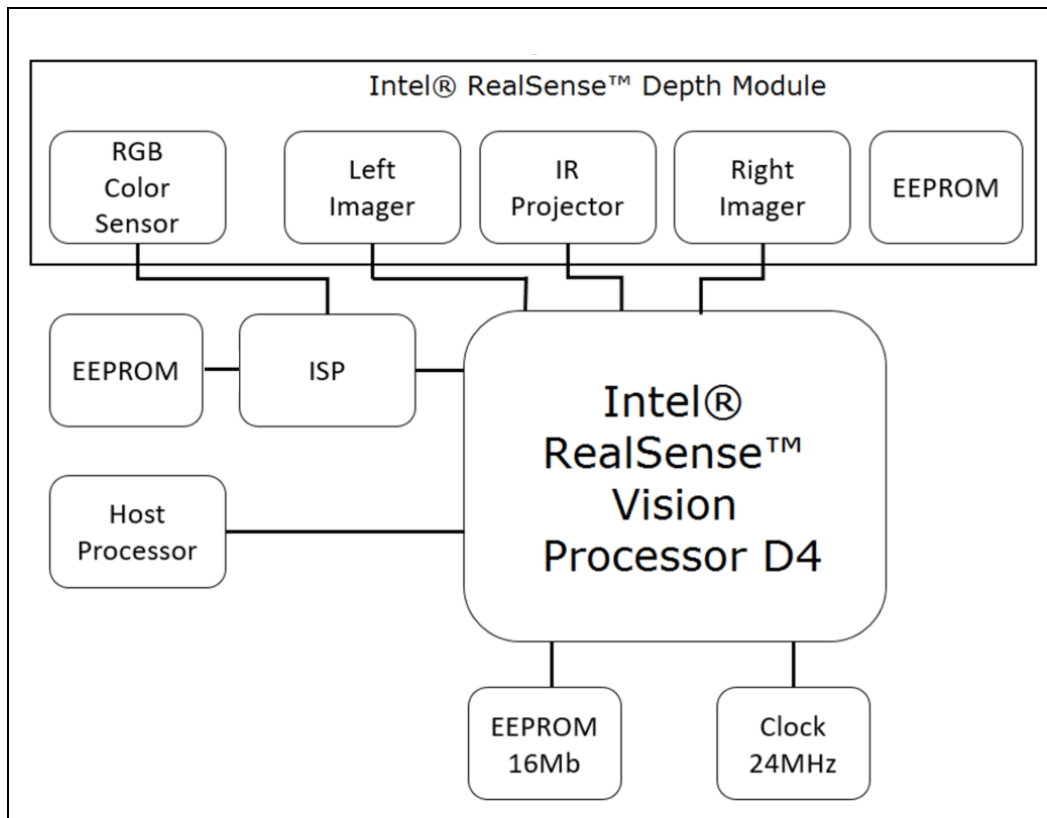 Intel® RealSense™ Depth Module
RGB
Color
Sensor
Left
Imager
IR
Projector
Right
Imager
EEPROM
EEPROM
ISP
Intel®
RealSense™
Vision
Processor D4
Host
Processor
EEPROM
16Mb
Clock
24MHz